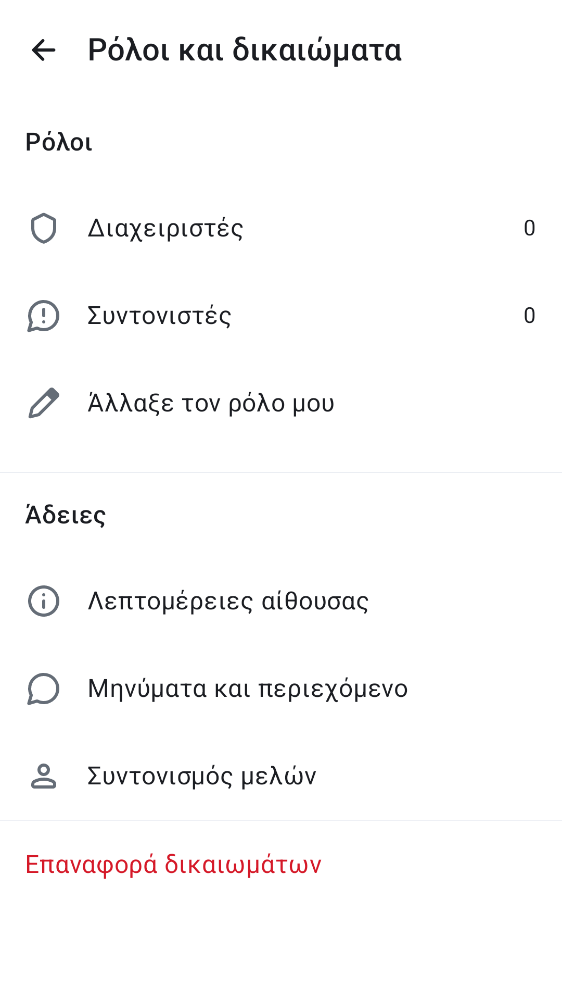 Ρόλοι και δικαιώματα
Ρόλοι
Διαχειριστές 0
Συντονιστές 0
Άλλαξε τον ρόλο μου
Άδειες
Λεπτομέρειες αίθουσας
Μηνύματα και περιεχόμενο
Συντονισμός μελών
Επαναφορά δικαιωμάτων